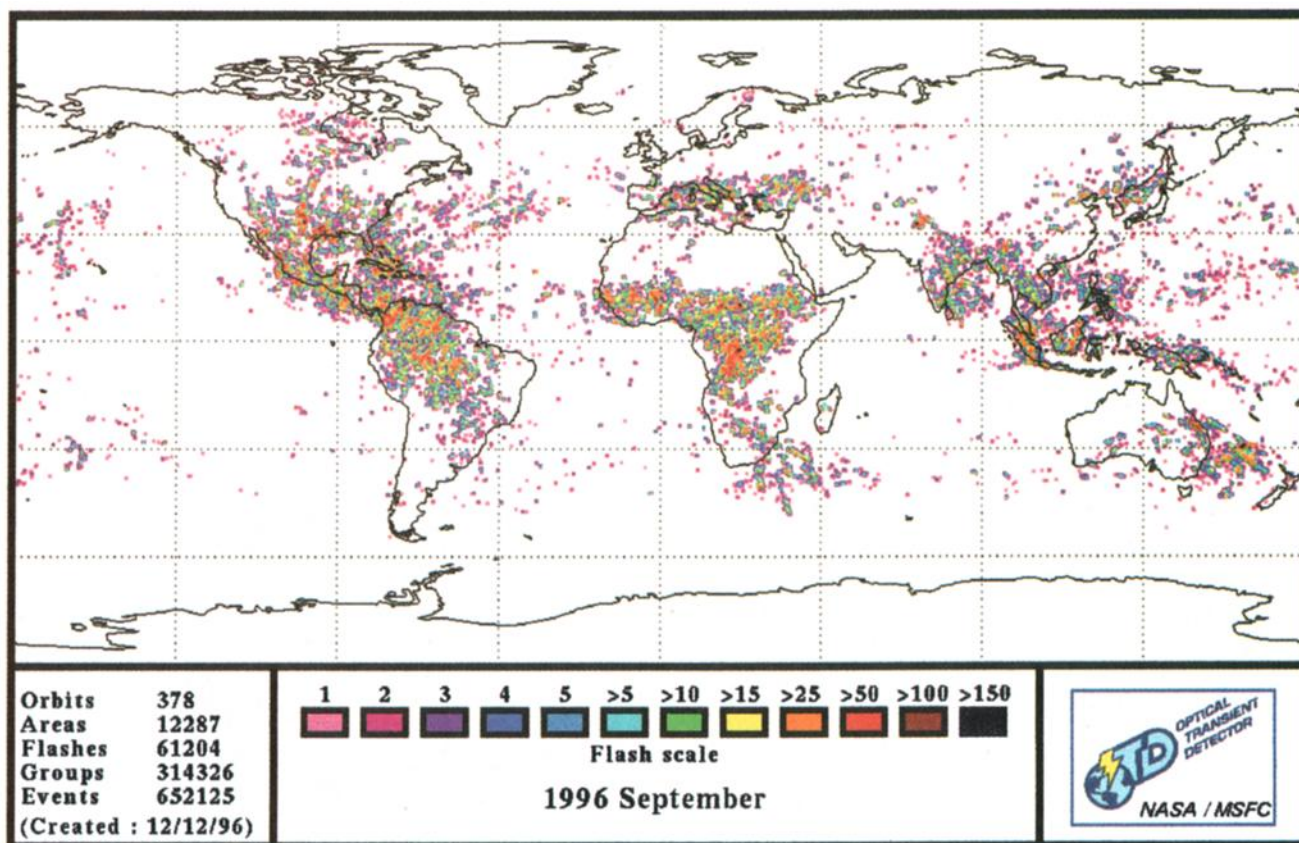 Orbits 378
Areas 12287
Flashes 61204
Groups 314326
Events 652125
(Created : 12/12/96)
1 2 3 4 5 >5 >10 >15 >25 >50 >100 >150
Flash scale
1996 September
OTD
OPTICAL
TRANSIENT
DETECTOR
NASA / MSFC